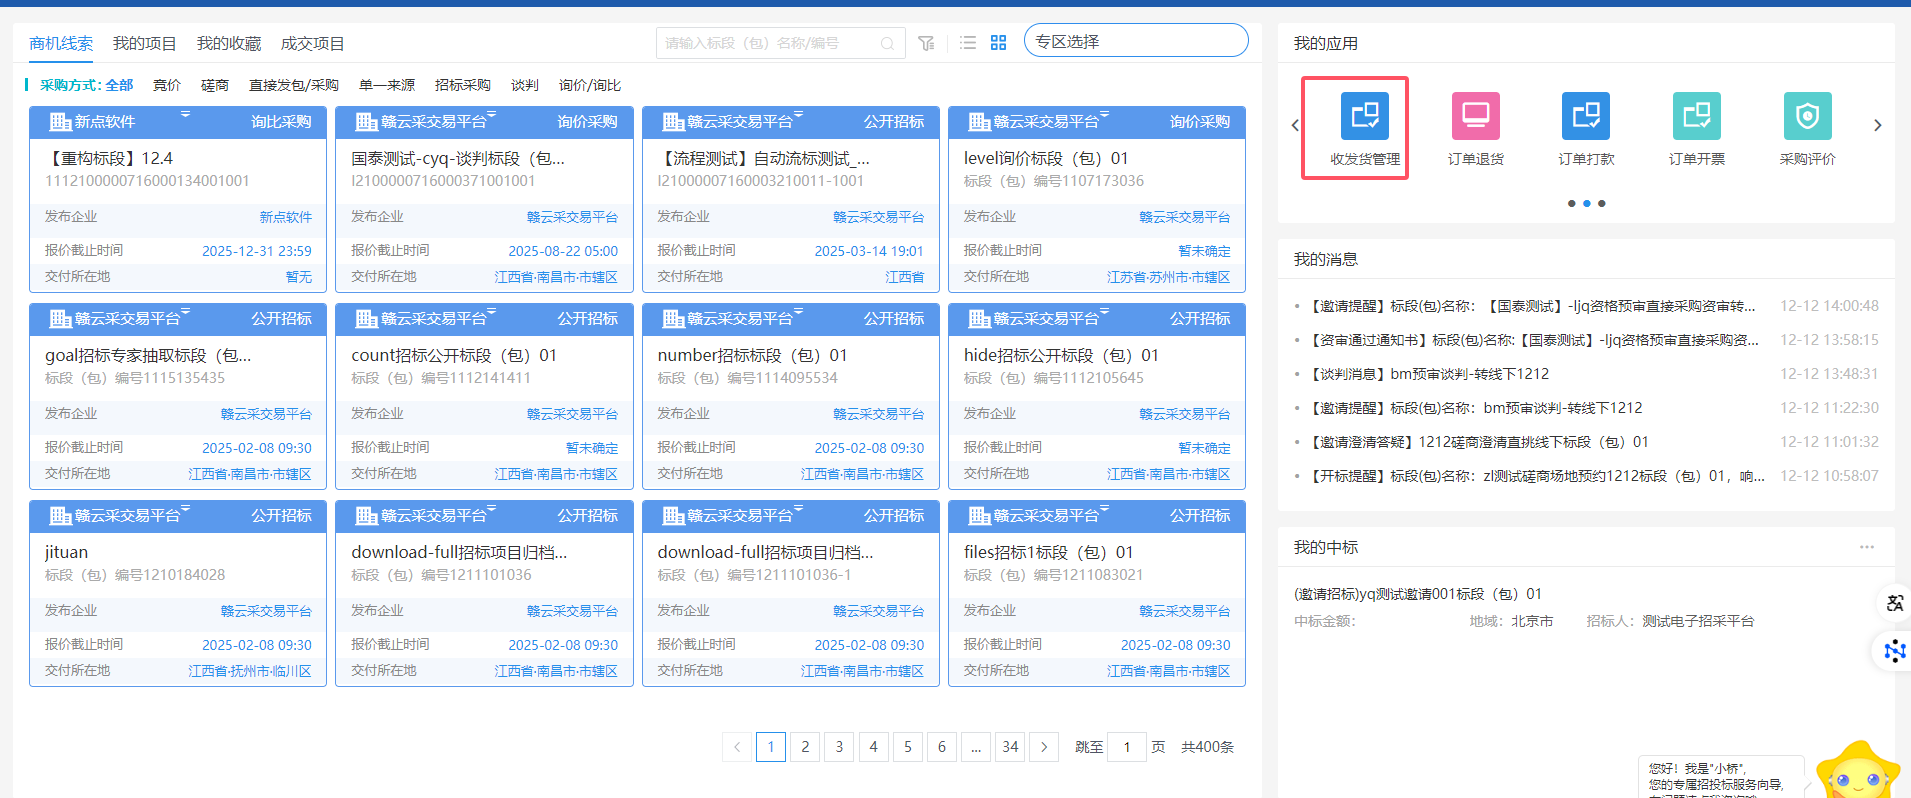 商机线索 我的项目 我的收藏 成交项目 请输入标段（包）名称/编号 专区选择
采购方式：全部 竞价 磋商 直接发包/采购 单一来源 招标采购 谈判 询价/询比
新点软件 询比采购
【重构标段】12.4
1112100000716000134001001
发布企业 新点软件
报价截止时间 2025-12-31 23:59
交付所在地 暂无
赣云采交易平台 询价采购
国泰测试-cyq-谈判标段（包...
I2100000716000371001001
发布企业 赣云采交易平台
报价截止时间 2025-08-22 05:00
交付所在地 江西省·南昌市·市辖区
赣云采交易平台 公开招标
【流程测试】自动流标测试_...
I21000007160003210011-1001
发布企业 赣云采交易平台
报价截止时间 2025-03-14 19:01
交付所在地 江西省
赣云采交易平台 询价采购
level询价标段（包）01
标段（包）编号1107173036
发布企业 赣云采交易平台
报价截止时间 暂未确定
交付所在地 江苏省·苏州市·市辖区
赣云采交易平台 公开招标
goal招标专家抽取标段（包...
标段（包）编号1115135435
发布企业 赣云采交易平台
报价截止时间 2025-02-08 09:30
交付所在地 江西省·南昌市·市辖区
赣云采交易平台 公开招标
count招标公开标段（包）01
标段（包）编号1112141411
发布企业 赣云采交易平台
报价截止时间 暂未确定
交付所在地 江西省·南昌市·市辖区
赣云采交易平台 公开招标
number招标标段（包）01
标段（包）编号1114095534
发布企业 赣云采交易平台
报价截止时间 2025-02-08 09:30
交付所在地 江西省·南昌市·市辖区
赣云采交易平台 公开招标
hide招标公开标段（包）01
标段（包）编号1112105645
发布企业 赣云采交易平台
报价截止时间 暂未确定
交付所在地 江西省·南昌市·市辖区
赣云采交易平台 公开招标
jituan
标段（包）编号1210184028
发布企业 赣云采交易平台
报价截止时间 2025-02-08 09:30
交付所在地 江西省·抚州市·临川区
赣云采交易平台 公开招标
download-full招标项目归档...
标段（包）编号1211101036
发布企业 赣云采交易平台
报价截止时间 2025-02-08 09:30
交付所在地 江西省·南昌市·市辖区
赣云采交易平台 公开招标
download-full招标项目归档...
标段（包）编号1211101036-1
发布企业 赣云采交易平台
报价截止时间 2025-02-08 09:30
交付所在地 江西省·南昌市·市辖区
赣云采交易平台 公开招标
files招标1标段（包）01
标段（包）编号1211083021
发布企业 赣云采交易平台
报价截止时间 2025-02-08 09:30
交付所在地 江西省·南昌市·市辖区
1 2 3 4 5 6 ... 34 跳至 1 页 共400条
我的应用
收发货管理 订单退货 订单打款 订单开票 采购评价
我的消息
【邀请提醒】标段(包)名称：【国泰测试】-ljq资格预审直接采购资审转... 12-12 14:00:48
【资审通过通知书】标段(包)名称:【国泰测试】-ljq资格预审直接采购资... 12-12 13:58:15
【谈判消息】bm预审谈判-转线下1212 12-12 13:48:31
【邀请提醒】标段(包)名称：bm预审谈判-转线下1212 12-12 11:22:30
【邀请澄清答疑】1212磋商澄清直挑线下标段（包）01 12-12 11:01:32
【开标提醒】标段(包)名称：zl测试磋商场地预约1212标段（包）01，响... 12-12 10:58:07
我的中标
(邀请招标)yq测试邀请001标段（包）01
中标金额： 地域：北京市 招标人：测试电子招采平台
您好！我是"小桥",
您的专属招投标服务向导,